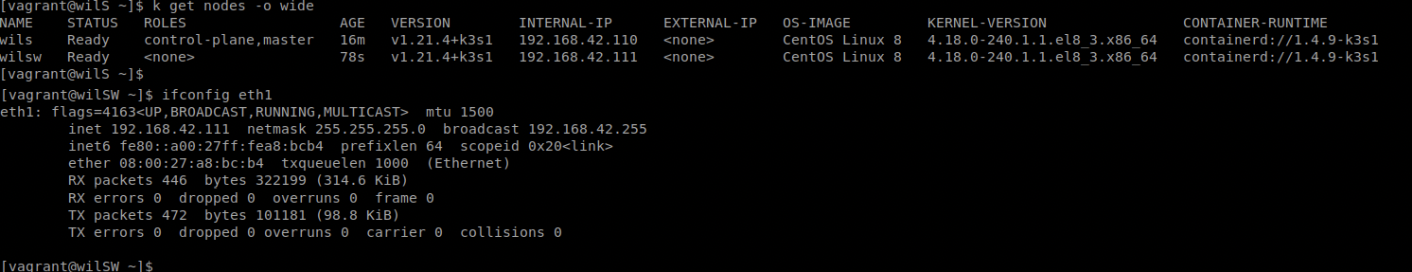 [vagrant@wilS ~]$ k get nodes -o wide
NAME    STATUS   ROLES                  AGE   VERSION        INTERNAL-IP      EXTERNAL-IP   OS-IMAGE         KERNEL-VERSION                 CONTAINER-RUNTIME
wils    Ready    control-plane,master   16m   v1.21.4+k3s1   192.168.42.110   <none>        CentOS Linux 8   4.18.0-240.1.1.el8_3.x86_64    containerd://1.4.9-k3s1
wilsw   Ready    <none>                 78s   v1.21.4+k3s1   192.168.42.111   <none>        CentOS Linux 8   4.18.0-240.1.1.el8_3.x86_64    containerd://1.4.9-k3s1
[vagrant@wilS ~]$
[vagrant@wilSW ~]$ ifconfig eth1
eth1: flags=4163<UP,BROADCAST,RUNNING,MULTICAST>  mtu 1500
        inet 192.168.42.111  netmask 255.255.255.0  broadcast 192.168.42.255
        inet6 fe80::a00:27ff:fea8:bcb4  prefixlen 64  scopeid 0x20<link>
        ether 08:00:27:a8:bc:b4  txqueuelen 1000  (Ethernet)
        RX packets 446  bytes 322199 (314.6 KiB)
        RX errors 0  dropped 0  overruns 0  frame 0
        TX packets 472  bytes 101181 (98.8 KiB)
        TX errors 0  dropped 0 overruns 0  carrier 0  collisions 0
[vagrant@wilSW ~]$